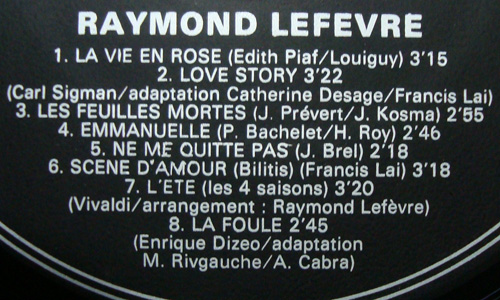 RAYMOND LEFEVRE
1. LA VIE EN ROSE (Edith Piaf/Louiguy) 3'15
2. LOVE STORY 3'22
(Carl Sigman/adaptation Catherine Desage/Francis Lai)
3. LES FEUILLES MORTES (J. Prévert/J. Kosma) 2'55
4. EMMANUELLE (P. Bachelet/H. Roy) 2'46
5. NE ME QUITTE PAS (J. Brel) 2'18
6. SCENE D'AMOUR (Bilitis) (Francis Lai) 3'18
7. L'ETE (les 4 saisons) 3'20
(Vivaldi/arrangement : Raymond Lefèvre)
8. LA FOULE 2'45
(Enrique Dizeo/adaptation
M. Rivgauche/A. Cabra)